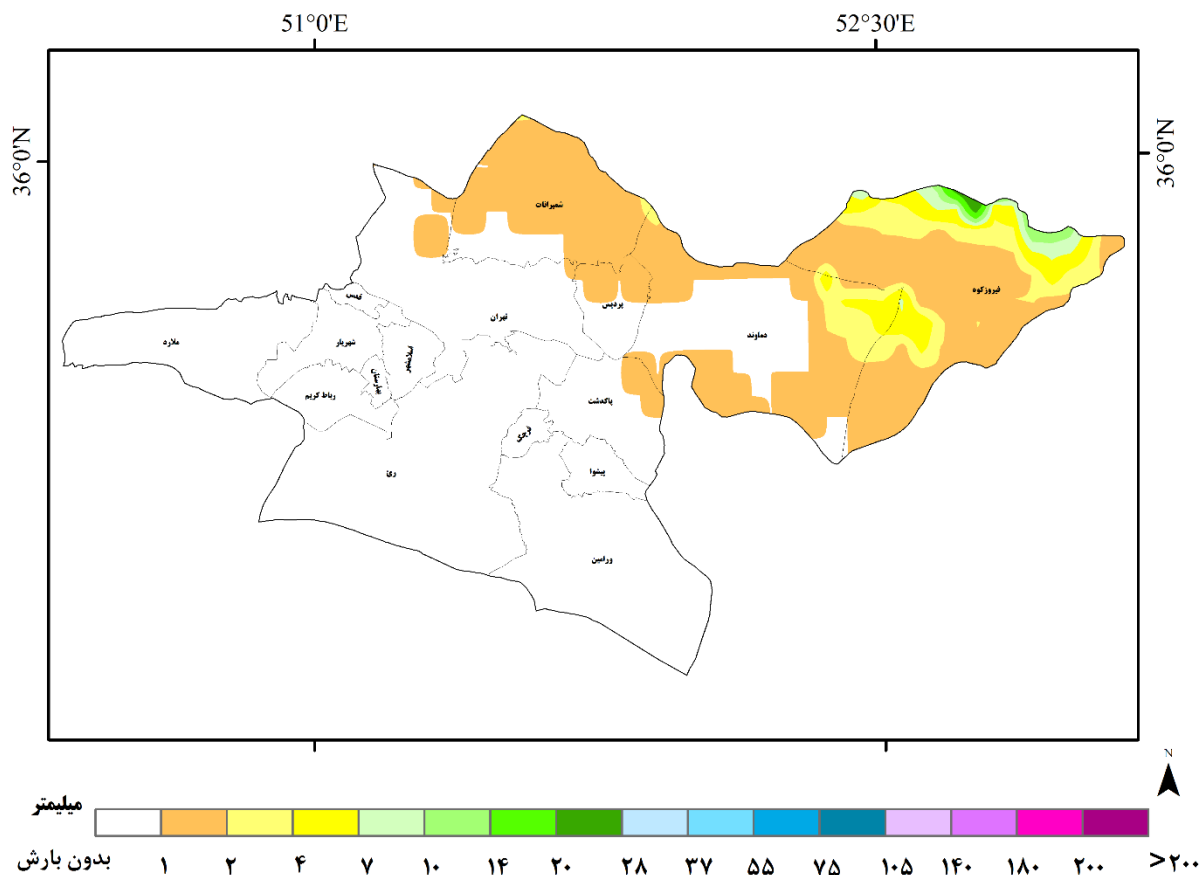 51°0'E 52°30'E
36°0'N 36°0'N
شمیرانات
فیروزکوه
قدس
پردیس
تهران
دماوند
ملارد
شهریار
اسلامشهر
بهارستان
رباط کریم
پاکدشت
قرچک
ری
پیشوا
ورامین
N
میلیمتر
بدون بارش ۱ ۲ ۴ ۷ ۱۰ ۱۴ ۲۰ ۲۸ ۳۷ ۵۵ ۷۵ ۱۰۵ ۱۴۰ ۱۸۰ ۲۰۰ >۲۰۰